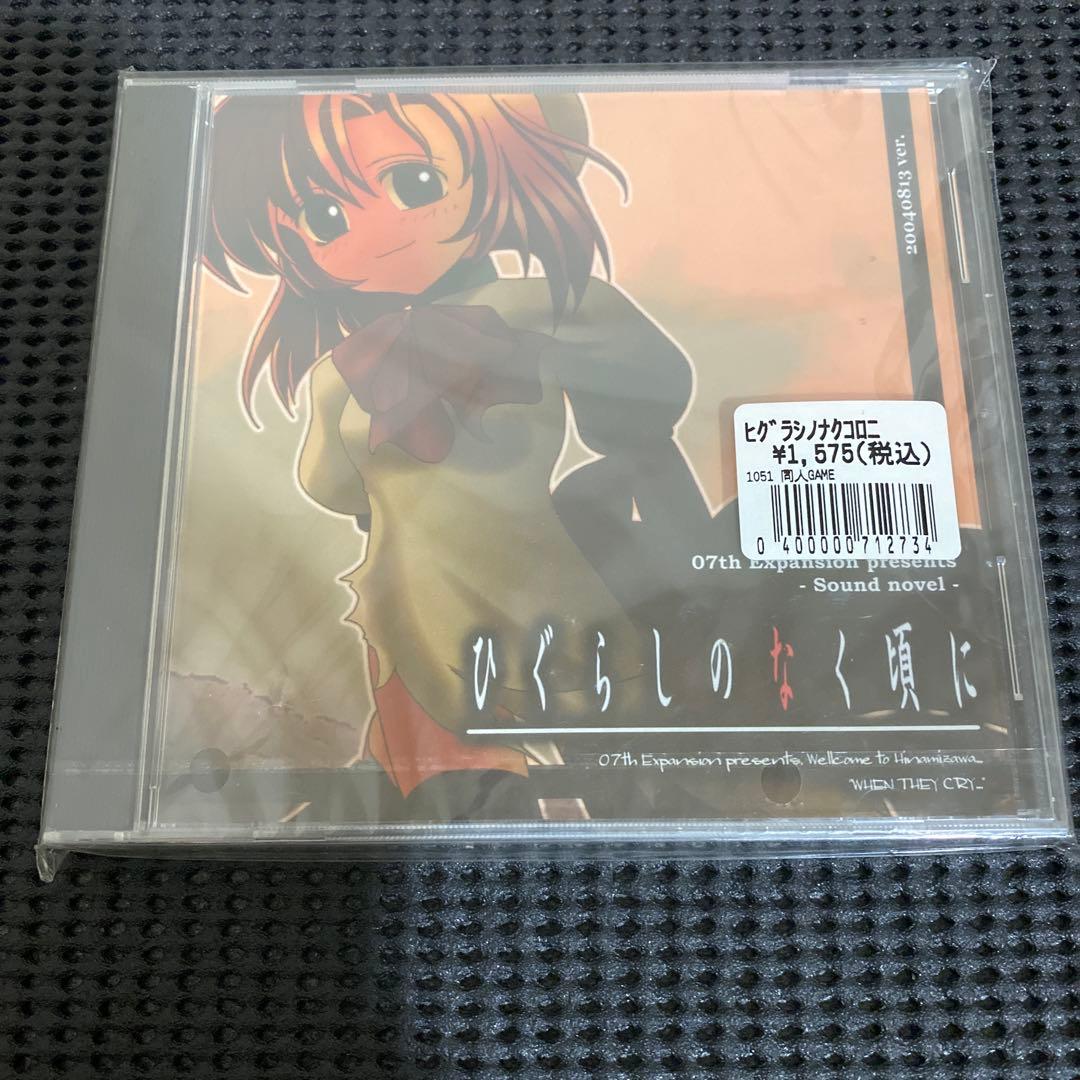 20040813 ver.
ﾋｸﾞﾗｼﾉﾅｸｺﾛﾆ
¥1,575(税込)
1051 同人GAME
0 400000 712734
07th Expansion presents
- Sound novel -
ひぐらしのなく頃に
07th Expansion presents. Wellcome to Hinamizawa...
"WHEN THEY CRY..."